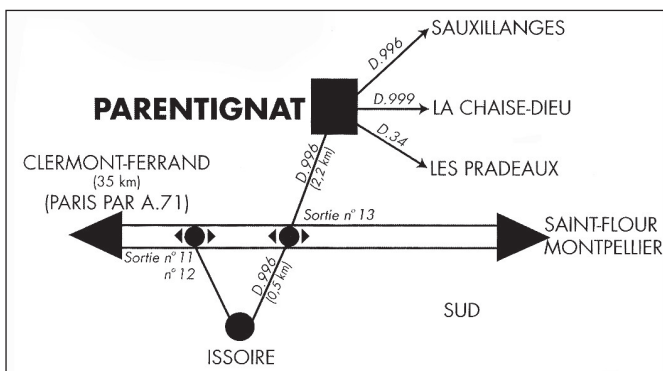 SAUXILLANGES
D.996
PARENTIGNAT
D.999
LA CHAISE-DIEU
D.34
LES PRADEAUX
CLERMONT-FERRAND
(35 km)
(PARIS PAR A.71)
D.996
(2,2 km)
Sortie n° 13
SAINT-FLOUR
MONTPELLIER
Sortie n° 11
n° 12
D.996
(0,5 km)
SUD
ISSOIRE